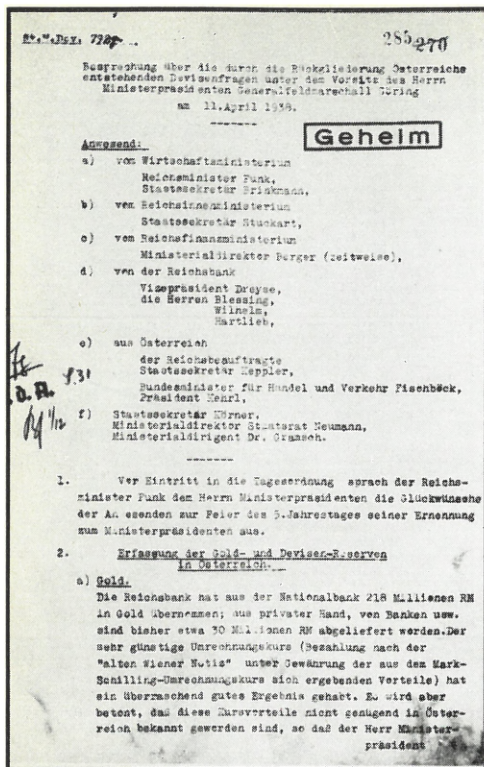 285 270
Besprechung über die durch die Rückgliederung Österreichs
entstehenden Devisenfragen unter dem Vorsitz des Herrn
Ministerpräsidenten Generalfeldmarschall Göring
am 11.April 1938.
Geheim
Anwesend:
a) vom Wirtschaftsministerium
Reichsminister Funk,
Staatssekretär Brinkmann,
b) vom Reichsinnenministerium
Staatssekretär Stuckart,
c) vom Reichsfinanzministerium
Ministerialdirektor Berger (zeitweise),
d) von der Reichsbank
Vizepräsident Dreyse,
die Herren Blessing,
Wilhelm,
Hartlieb,
e) aus Österreich
der Reichsbeauftragte
Staatssekretär Keppler,
Bundesminister für Handel und Verkehr Fischböck,
Präsident Kehrl,
f) Staatssekretär Körner,
Ministerialdirektor Staatsrat Neumann,
Ministerialdirigent Dr. Gramsch.
1. Vor Eintritt in die Tagesordnung sprach der Reichs-
minister Funk dem Herrn Ministerpräsidenten die Glückwünsche
der An esenden zur Feier des 5.Jahrestages seiner Ernennung
zum Ministerpräsidenten aus.
2. Erfassung der Gold- und Devisen-Reserven
in Österreich.
a) Gold.
Die Reichsbank hat aus der Nationalbank 218 Millionen RM
in Gold übernommen; aus privater Hand, von Banken usw.
sind bisher etwa 30 Millionen RM abgeliefert worden.Der
sehr günstige Umrechnungskurs (Bezahlung nach der
"alten Wiener Notiz" unter Gewährung der aus dem Mark-
Schilling-Umrechnungskurs sich ergebenden Vorteile) hat
ein überraschend gutes Ergebnis gehabt. Es wird aber
betont, daß diese Kursvorteile nicht genügend in Öster-
reich bekannt geworden sind, so daß der Herr Minister-
präsident